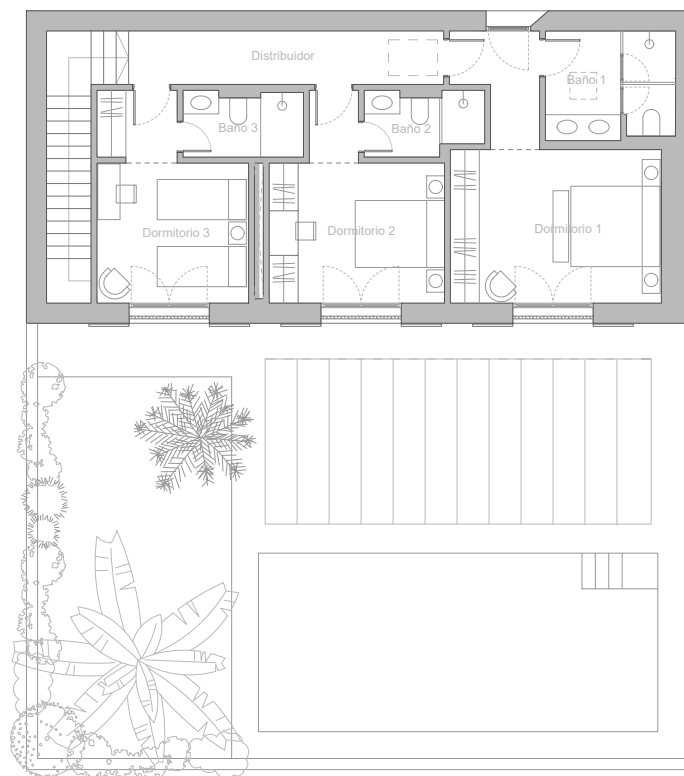 Distribuidor
Baño 1
Baño 3
Baño 2
Dormitorio 3
Dormitorio 2
Dormitorio 1